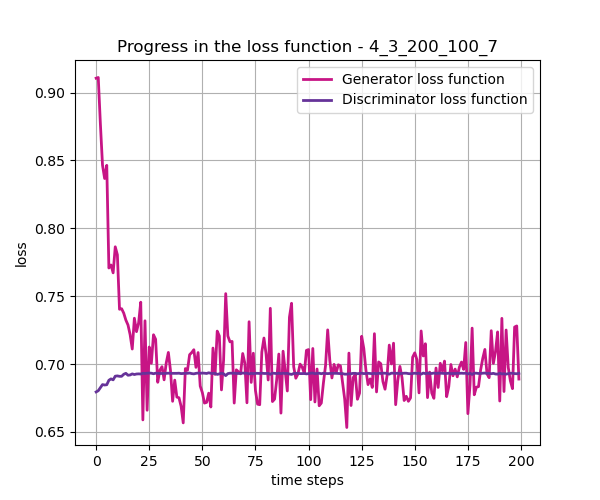 Progress in the loss function - 4_3_200_100_7
Generator loss function
Discriminator loss function
0.90
0.85
0.80
0.75
0.70
0.65
loss
0 25 50 75 100 125 150 175 200
time steps